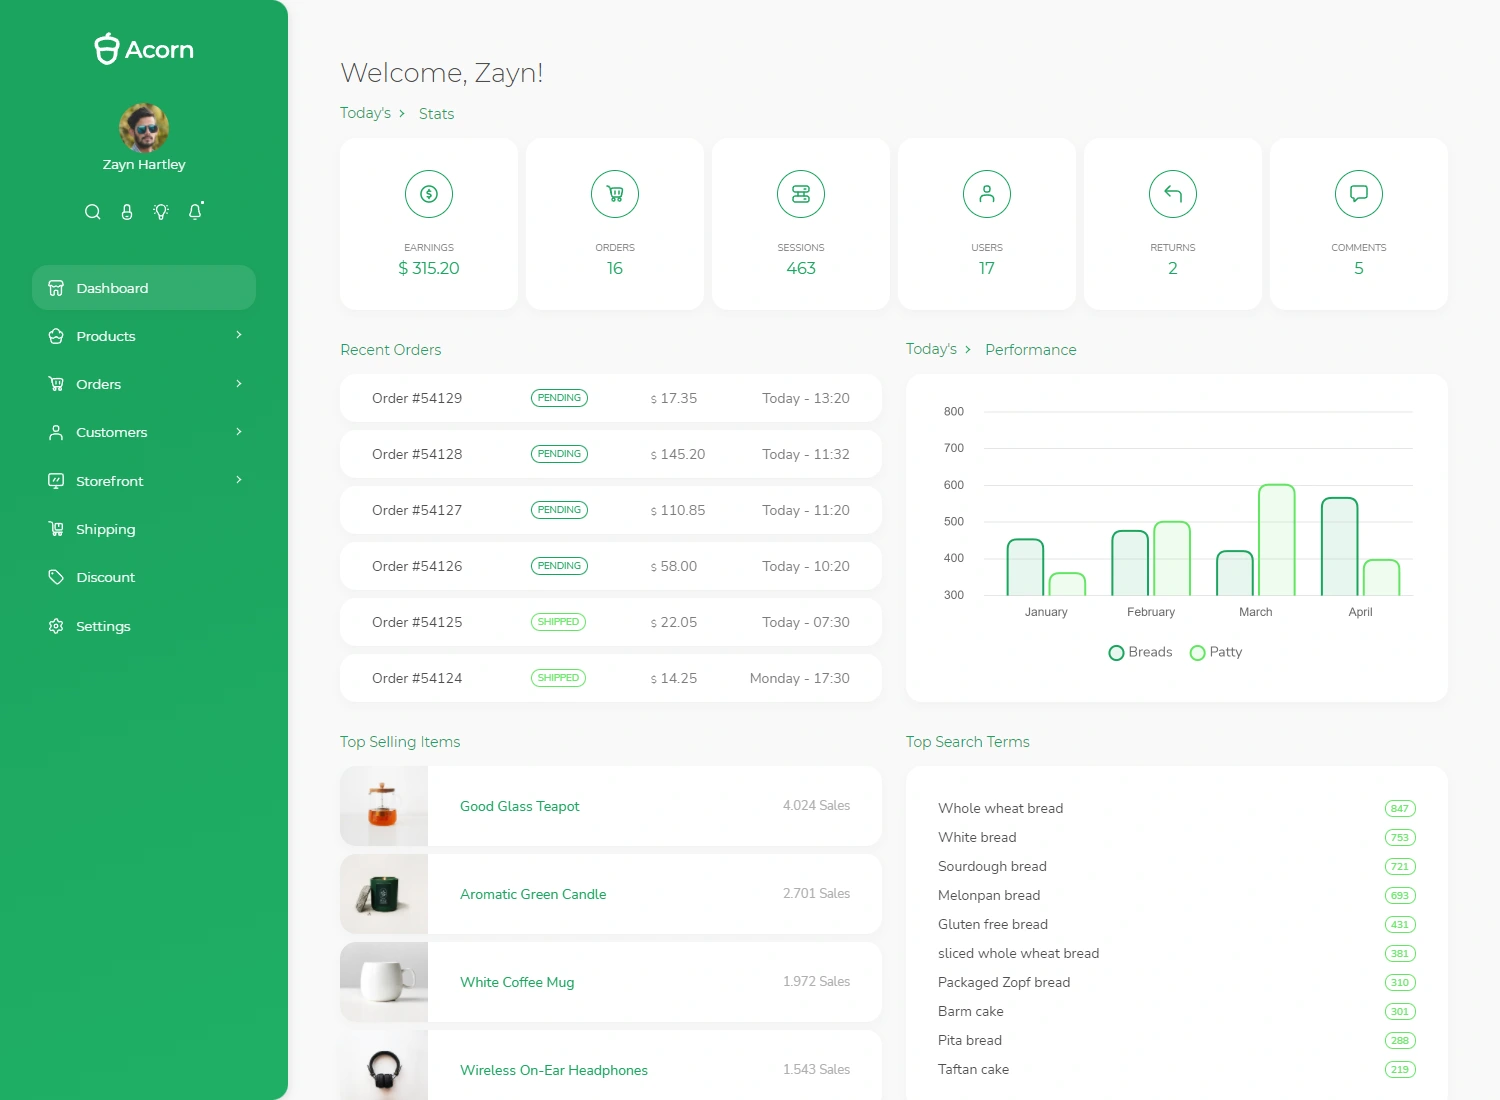 Acorn
Zayn Hartley
Dashboard
Products
Orders
Customers
Storefront
Shipping
Discount
Settings
Welcome, Zayn!
Today's > Stats
EARNINGS
$ 315.20
ORDERS
16
SESSIONS
463
USERS
17
RETURNS
2
COMMENTS
5
Recent Orders
Order #54129 PENDING $ 17.35 Today - 13:20
Order #54128 PENDING $ 145.20 Today - 11:32
Order #54127 PENDING $ 110.85 Today - 11:20
Order #54126 PENDING $ 58.00 Today - 10:20
Order #54125 SHIPPED $ 22.05 Today - 07:30
Order #54124 SHIPPED $ 14.25 Monday - 17:30
Today's > Performance
800
700
600
500
400
300
January February March April
Breads Patty
Top Selling Items
Good Glass Teapot 4.024 Sales
Aromatic Green Candle 2.701 Sales
White Coffee Mug 1.972 Sales
Wireless On-Ear Headphones 1.543 Sales
Top Search Terms
Whole wheat bread 847
White bread 753
Sourdough bread 721
Melonpan bread 693
Gluten free bread 431
sliced whole wheat bread 381
Packaged Zopf bread 310
Barm cake 301
Pita bread 288
Taftan cake 219